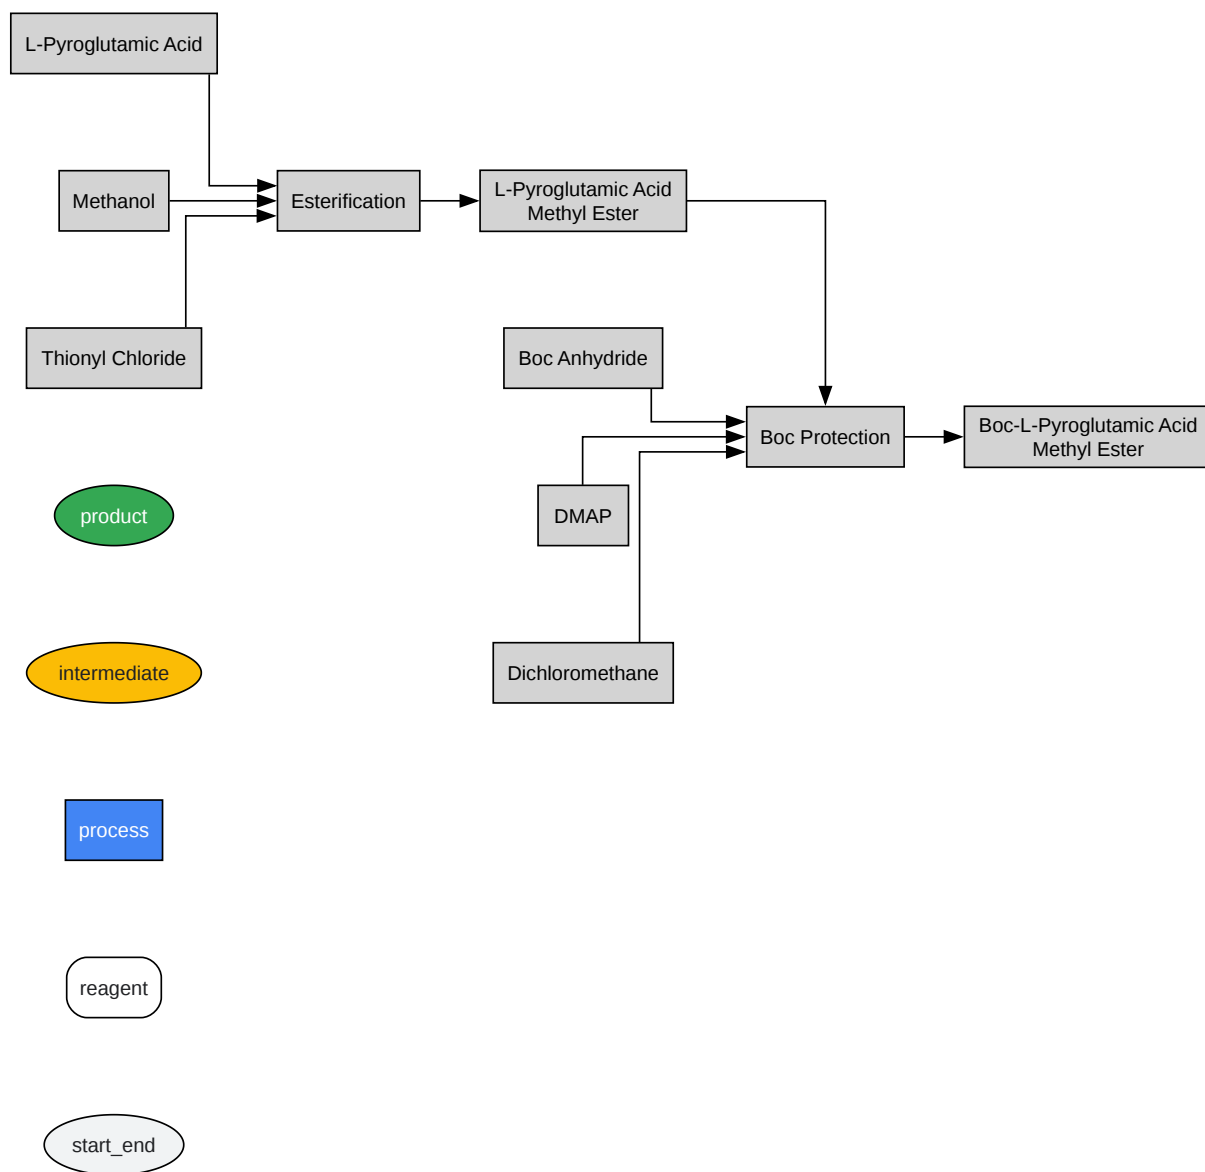 L-Pyroglutamic Acid
Methanol
Esterification
L-Pyroglutamic Acid
Methyl Ester
Thionyl Chloride
Boc Anhydride
Boc Protection
Boc-L-Pyroglutamic Acid
Methyl Ester
DMAP
product
Dichloromethane
intermediate
process
reagent
start_end